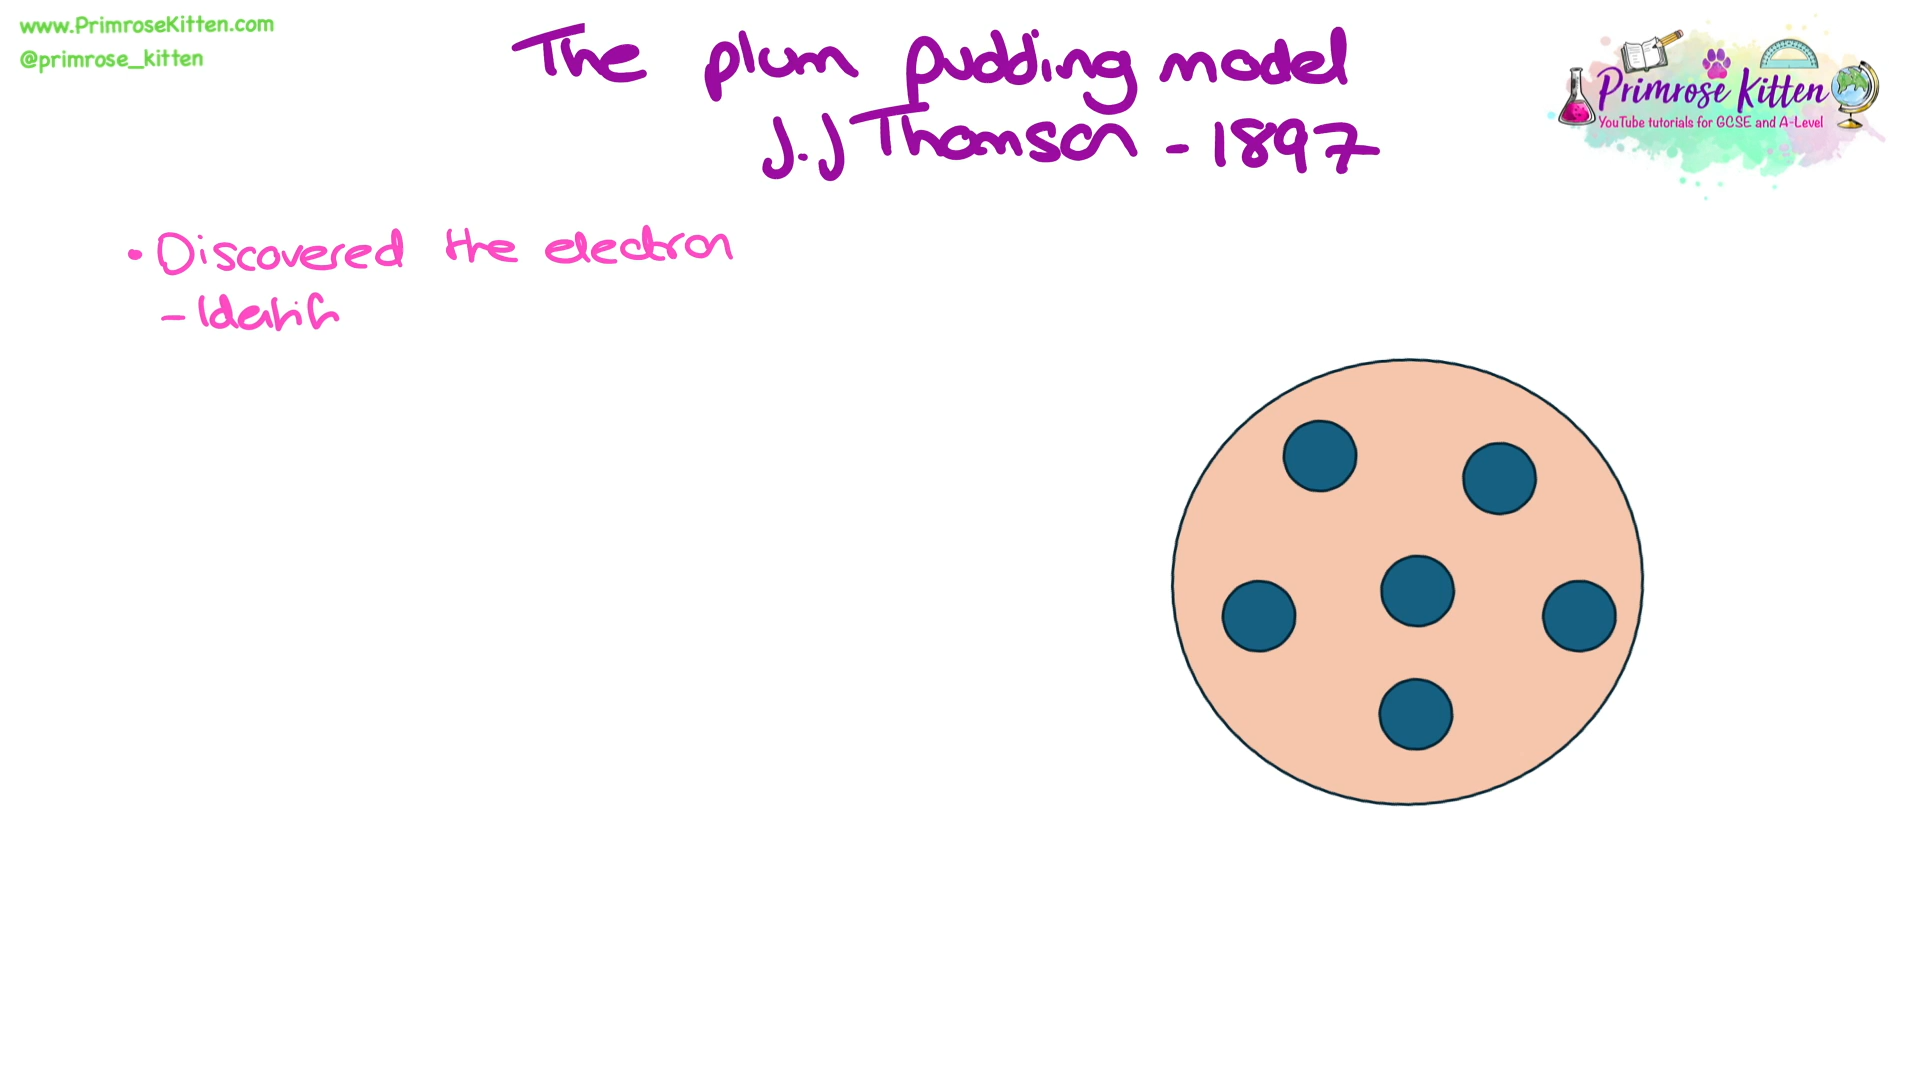 www.PrimroseKitten.com
@primrose_kitten
The plum pudding model
J.J Thomson - 1897
Primrose Kitten
YouTube tutorials for GCSE and A-Level
• Discovered the electron
- Identif